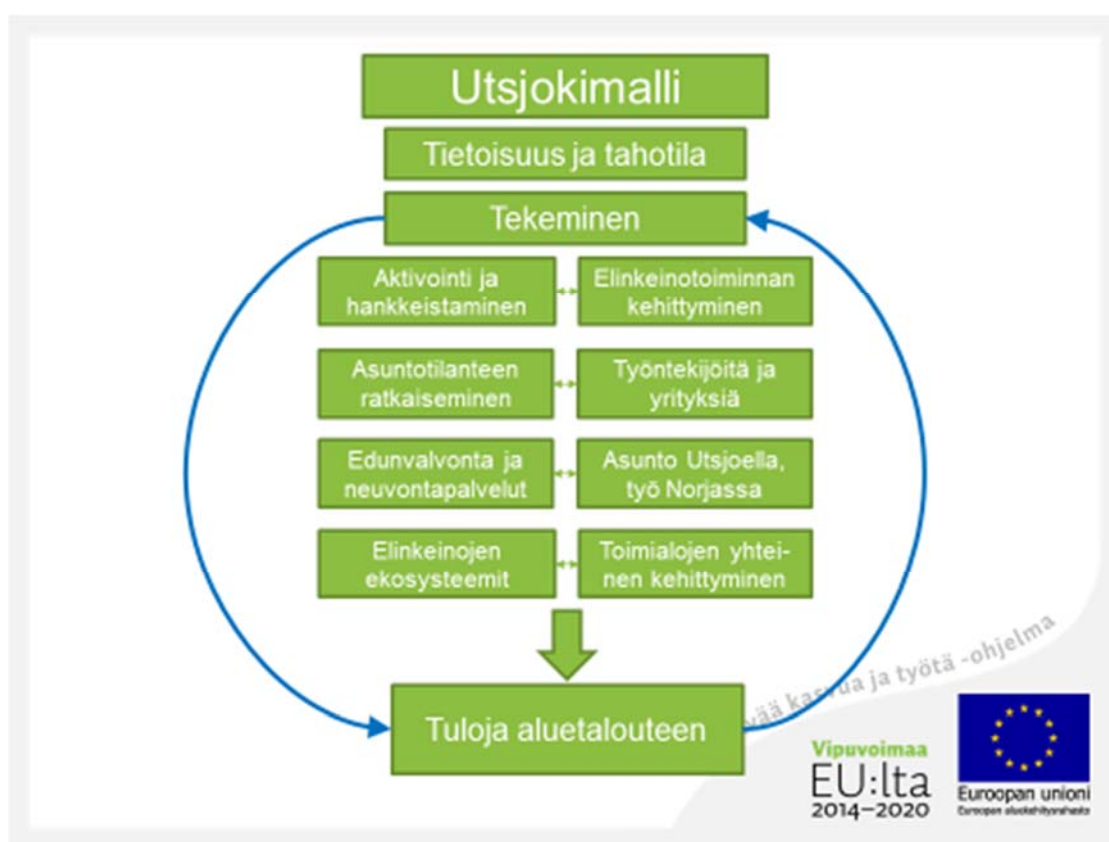 Utsjokimalli
Tietoisuus ja tahotila
Tekeminen
Aktivointi ja
hankkeistaminen
Elinkeinotoiminnan
kehittyminen
Asuntotilanteen
ratkaiseminen
Työntekijöitä ja
yrityksiä
Edunvalvonta ja
neuvontapalvelut
Asunto Utsjoella,
työ Norjassa
Elinkeinojen
ekosysteemit
Toimialojen yhtei-
nen kehittyminen
Tuloja aluetalouteen
kasvua ja työtä -ohjelma
Vipuvoimaa
EU:lta
2014–2020
Euroopan unioni
Euroopan aluekehitysrahasto